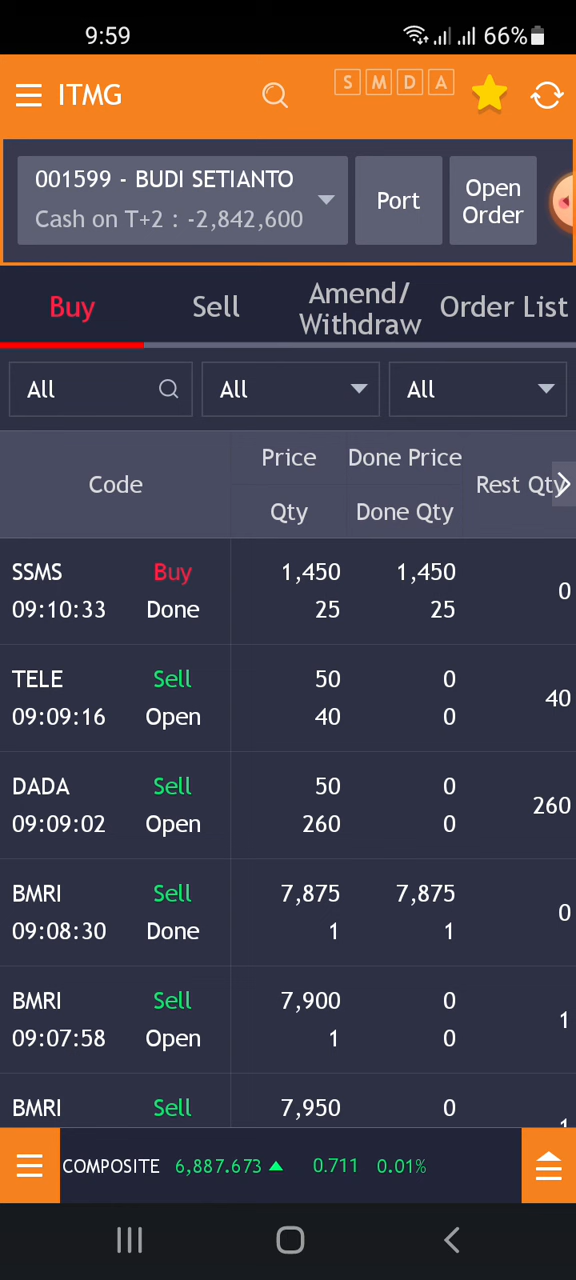 9:59 66%
ITMG S M D A
001599 - BUDI SETIANTO
Cash on T+2 : -2,842,600
Port
Open
Order
Buy Sell Amend/
Withdraw Order List
All All All
Code Price Done Price Rest Qty
Qty Done Qty
SSMS Buy 1,450 1,450 0
09:10:33 Done 25 25
TELE Sell 50 0 40
09:09:16 Open 40 0
DADA Sell 50 0 260
09:09:02 Open 260 0
BMRI Sell 7,875 7,875 0
09:08:30 Done 1 1
BMRI Sell 7,900 0 1
09:07:58 Open 1 0
BMRI Sell 7,950 0 1
COMPOSITE 6,887.673 ▲ 0.711 0.01%